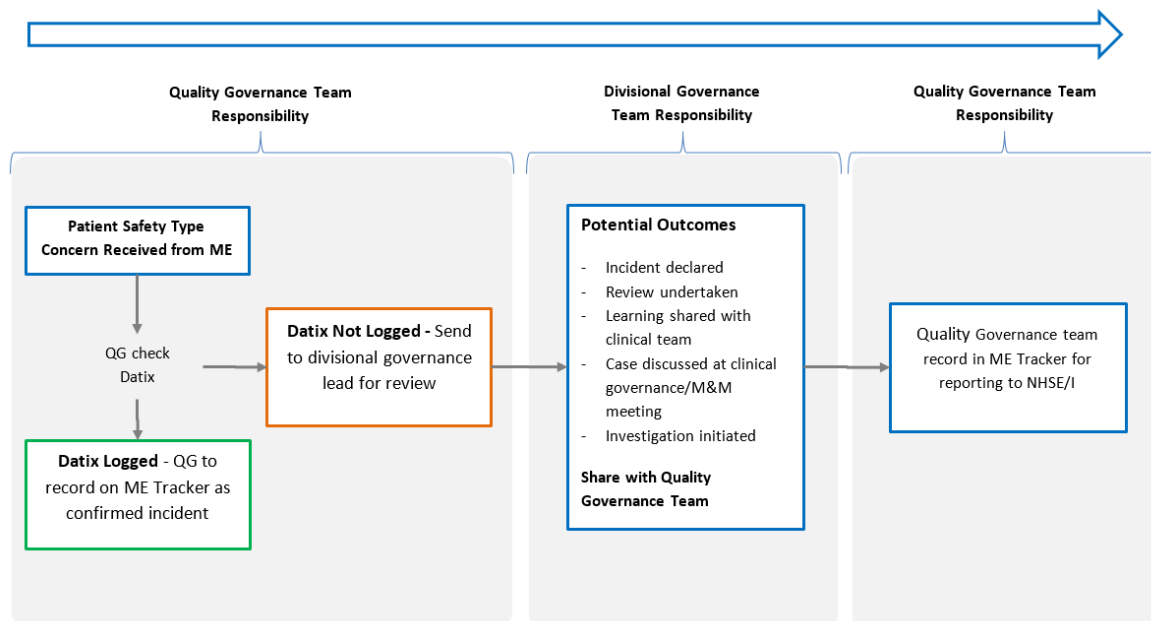 Quality Governance Team
Responsibility
Divisional Governance
Team Responsibility
Quality Governance Team
Responsibility
Patient Safety Type
Concern Received from ME
QG check
Datix
Datix Logged - QG to
record on ME Tracker as
confirmed incident
Datix Not Logged - Send
to divisional governance
lead for review
Potential Outcomes
- Incident declared
- Review undertaken
- Learning shared with
clinical team
- Case discussed at clinical
governance/M&M
meeting
- Investigation initiated
Share with Quality
Governance Team
Quality Governance team
record in ME Tracker for
reporting to NHSE/I